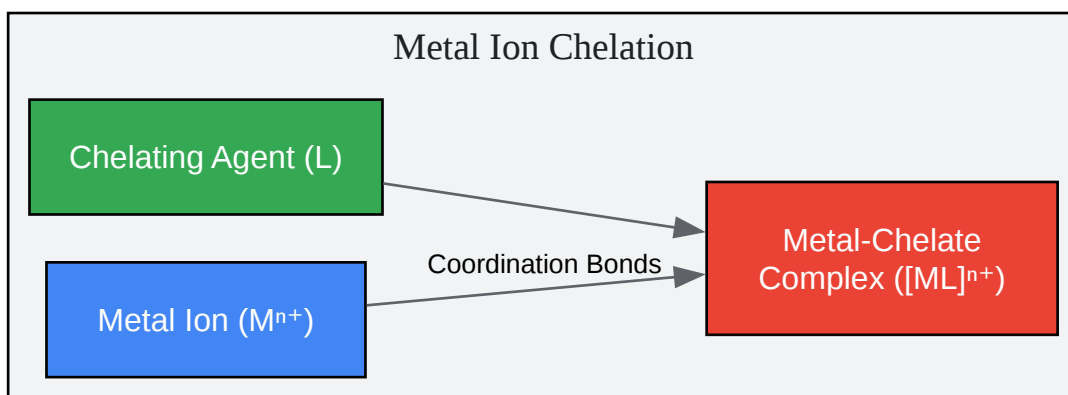 Metal Ion Chelation
Chelating Agent (L)
Metal-Chelate
Complex ([ML]ⁿ⁺)
Coordination Bonds
Metal Ion (Mⁿ⁺)